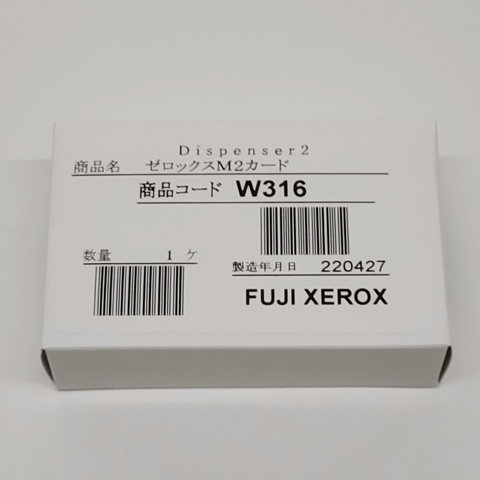 Dispenser2
商品名 ゼロックスM2カード
商品コード W316
数量 1 ケ
製造年月日 220427
FUJI XEROX